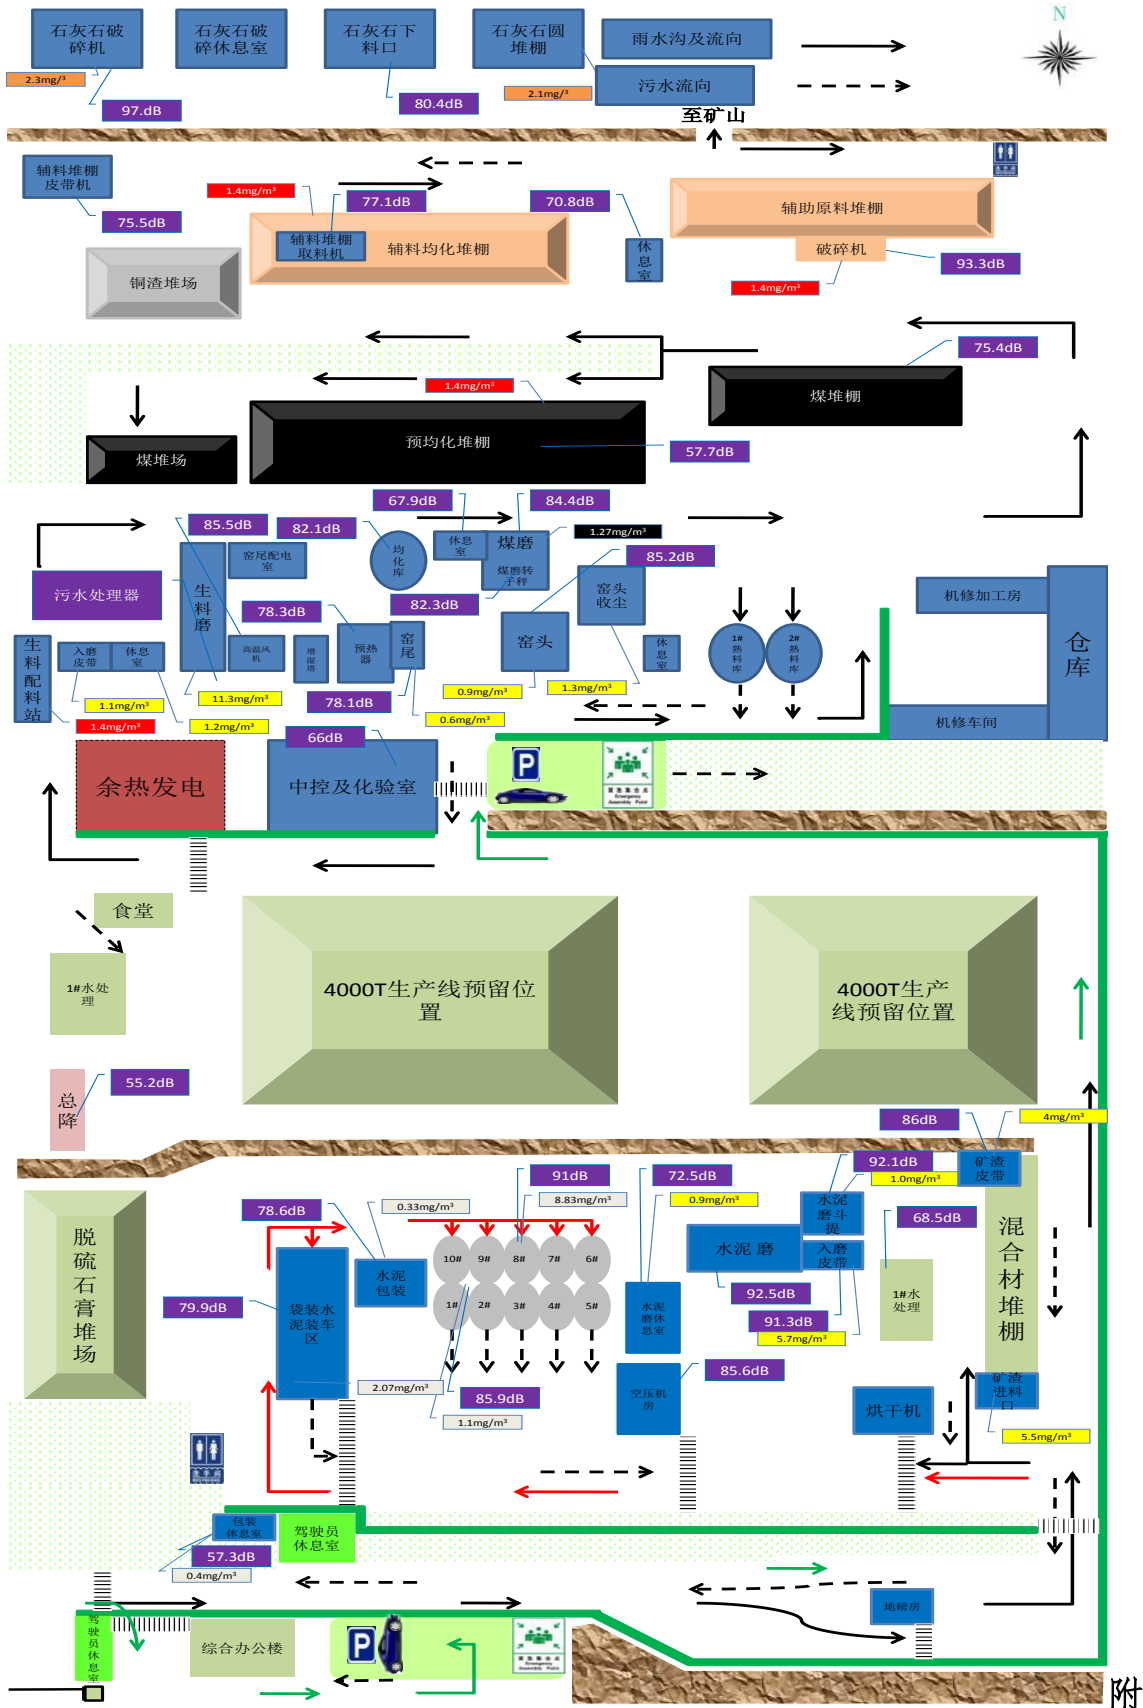 石灰石破
碎机
石灰石破
碎休息室
石灰石下
料口
石灰石圆
堆棚
雨水沟及流向
N
2.3mg/³
97.dB
80.4dB
2.1mg/³
污水流向
至矿山
辅料堆棚
皮带机
75.5dB
1.4mg/m³
77.1dB
70.8dB
辅料堆棚
取料机
辅料均化堆棚
休
息
室
辅助原料堆棚
破碎机
93.3dB
1.4mg/m³
铜渣堆场
75.4dB
1.4mg/m³
煤堆棚
煤堆场
预均化堆棚
57.7dB
67.9dB
84.4dB
85.5dB
82.1dB
1.27mg/m³
85.2dB
污水处理器
生
料
磨
窑尾配电
室
均
化
库
休息
室
煤磨
煤磨转
子秤
82.3dB
窑头
收尘
78.3dB
机修加工房
仓
库
生
料
配
料
站
入磨
皮带
休息
室
高温风
机
增
湿
塔
预热
器
窑
尾
窑头
休
息
室
1#
熟
料
库
2#
熟
料
库
机修车间
1.1mg/m³
11.3mg/m³
78.1dB
0.9mg/m³
1.3mg/m³
1.4mg/m³
1.2mg/m³
0.6mg/m³
66dB
余热发电
中控及化验室
P
紧急集合点
Emergency
Assembly Point
食堂
1#水处
理
4000T生产线预留位
置
4000T生产
线预留位置
总
降
55.2dB
86dB
4mg/m³
脱
硫
石
膏
堆
场
78.6dB
0.33mg/m³
91dB
8.83mg/m³
72.5dB
0.9mg/m³
92.1dB
1.0mg/m³
矿渣
皮带
水泥
磨斗
提
68.5dB
混
合
材
堆
棚
水泥
包装
10#
9#
8#
7#
6#
水泥 磨
入磨
皮带
79.9dB
袋装水
泥装车
区
1#
2#
3#
4#
5#
水泥
磨休
息室
92.5dB
91.3dB
5.7mg/m³
1#水
处理
2.07mg/m³
85.9dB
1.1mg/m³
空压机
房
85.6dB
烘干机
矿渣
进料
口
5.5mg/m³
包装
休息室
驾驶员
休息室
57.3dB
0.4mg/m³
驾
驶
员
休
息
室
综合办公楼
P
紧急集合点
Emergency
Assembly Point
地磅房
附